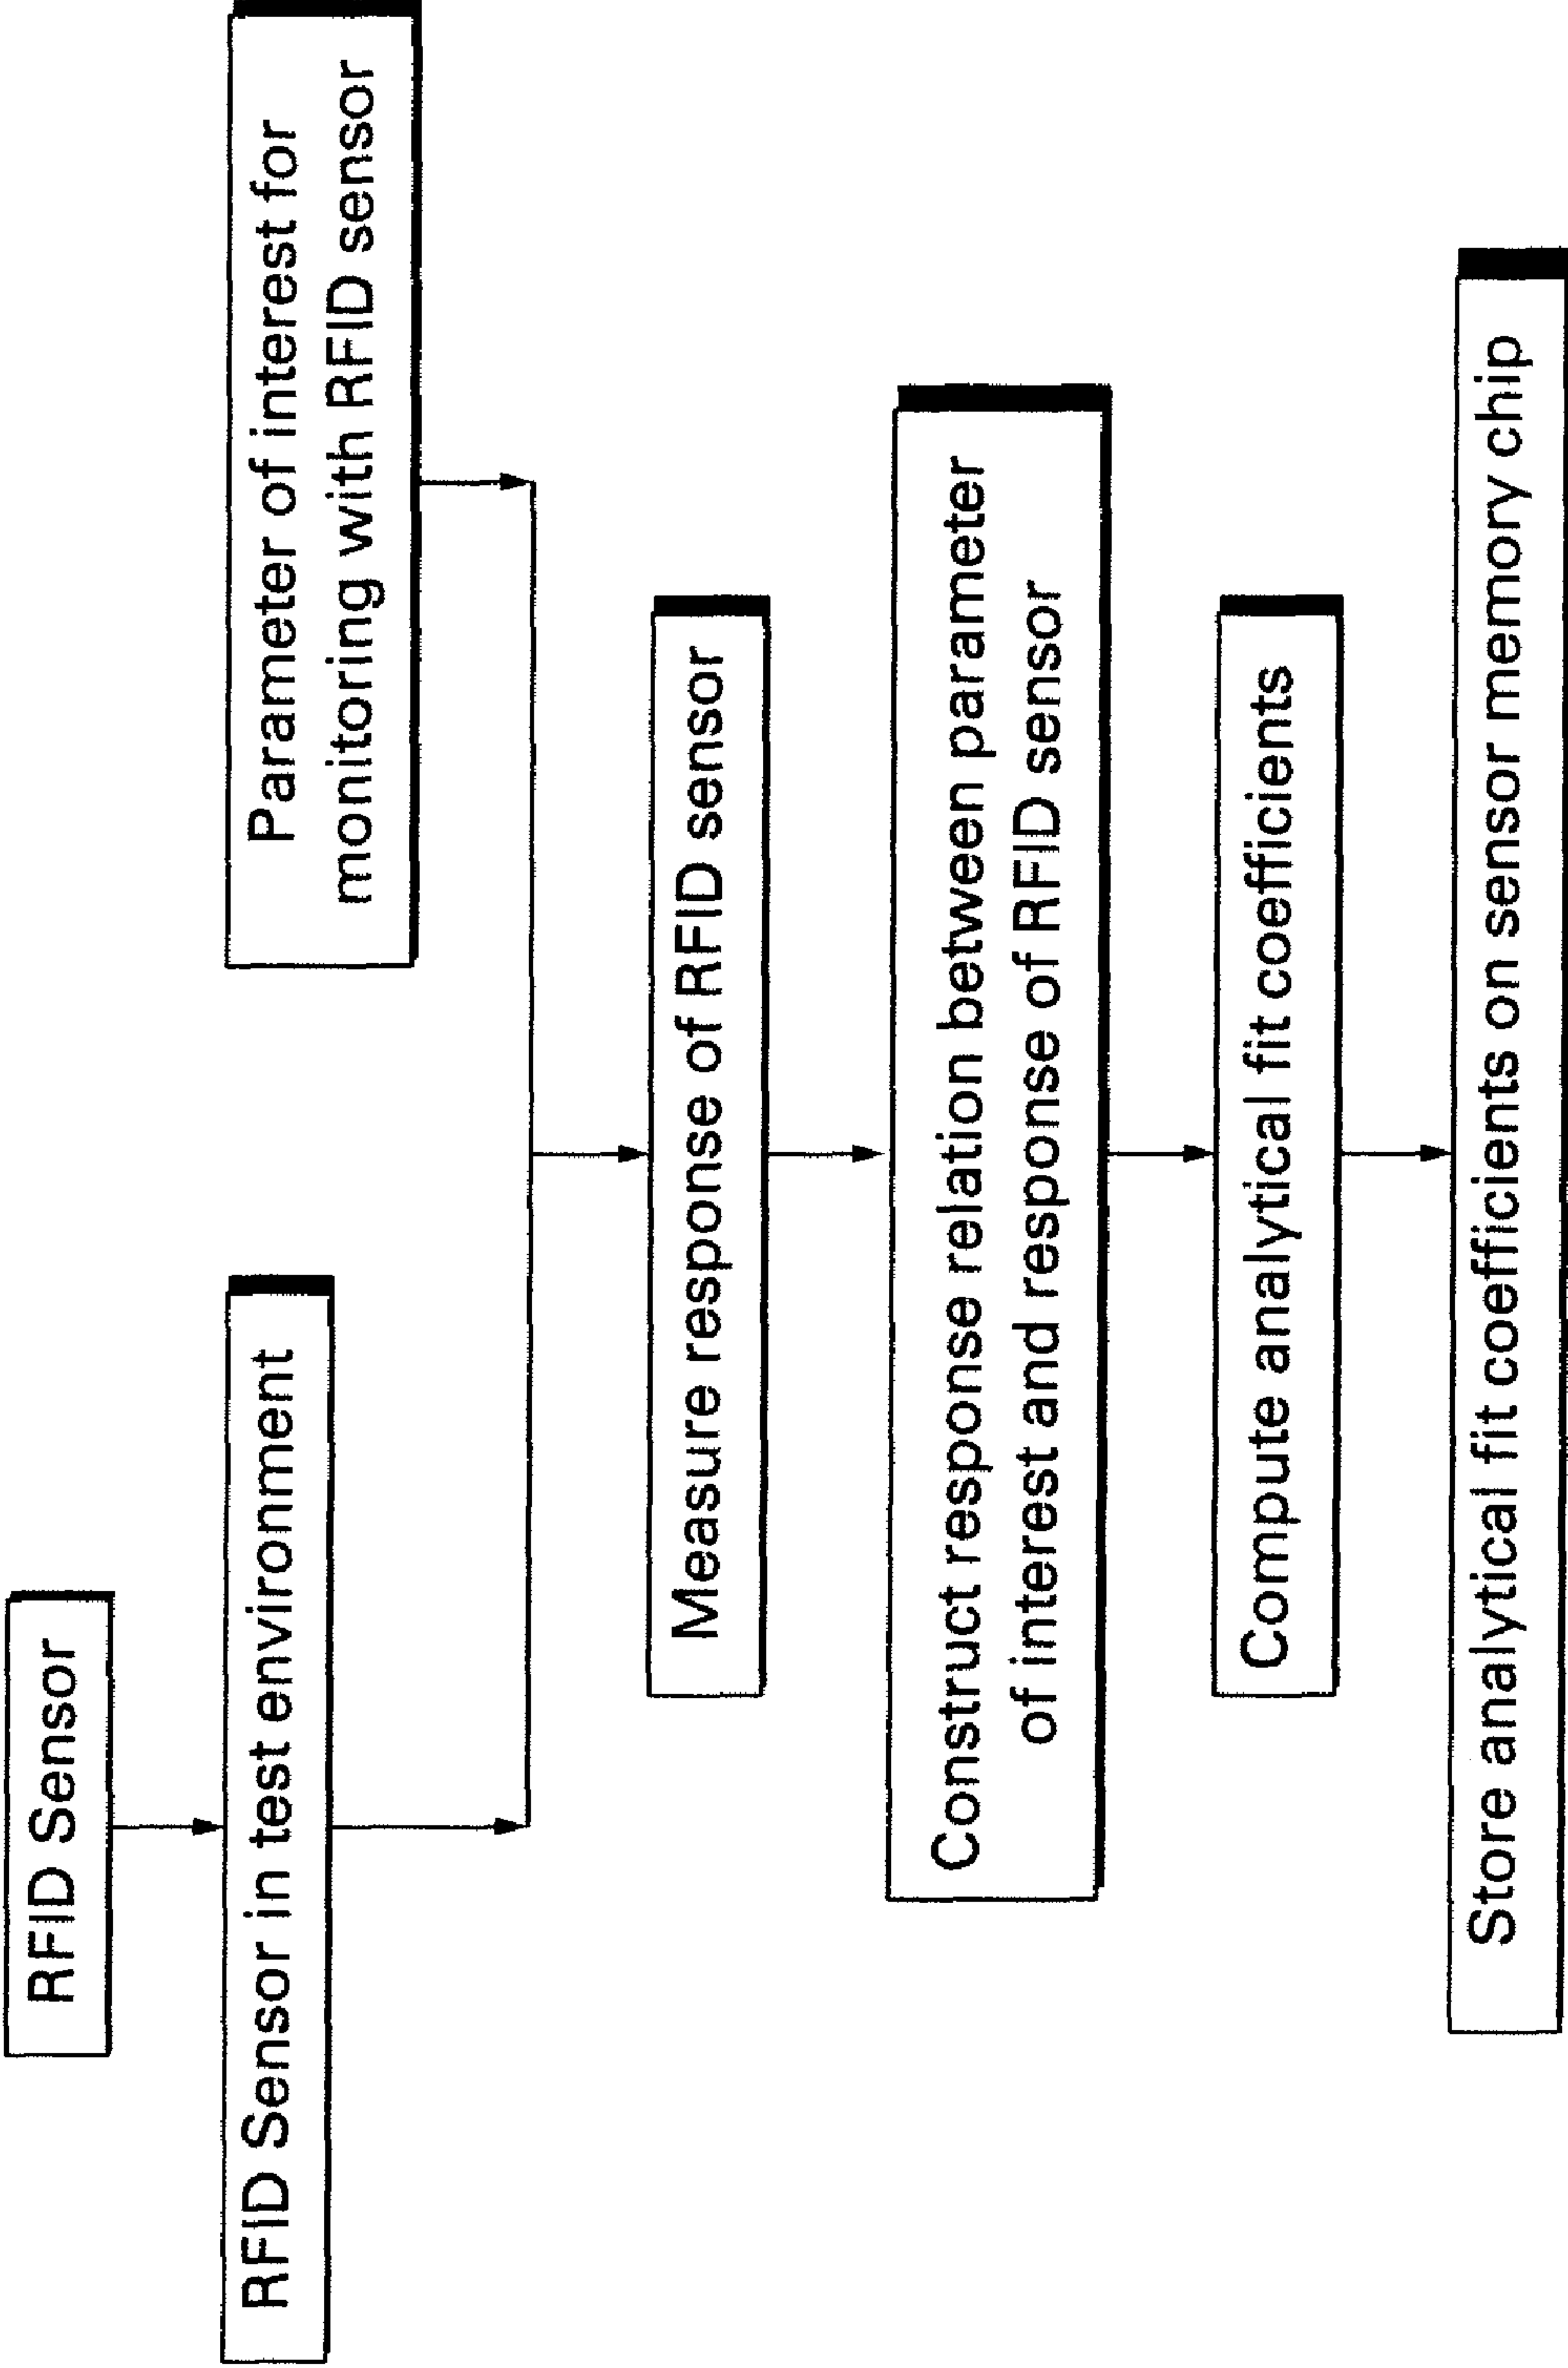 RFID Sensor
RFID Sensor in test environment
Parameter of interest for
monitoring with RFID sensor
Measure response of RFID sensor
Construct response relation between parameter
of interest and response of RFID sensor
Compute analytical fit coefficients
Store analytical fit coefficients on sensor memory chip